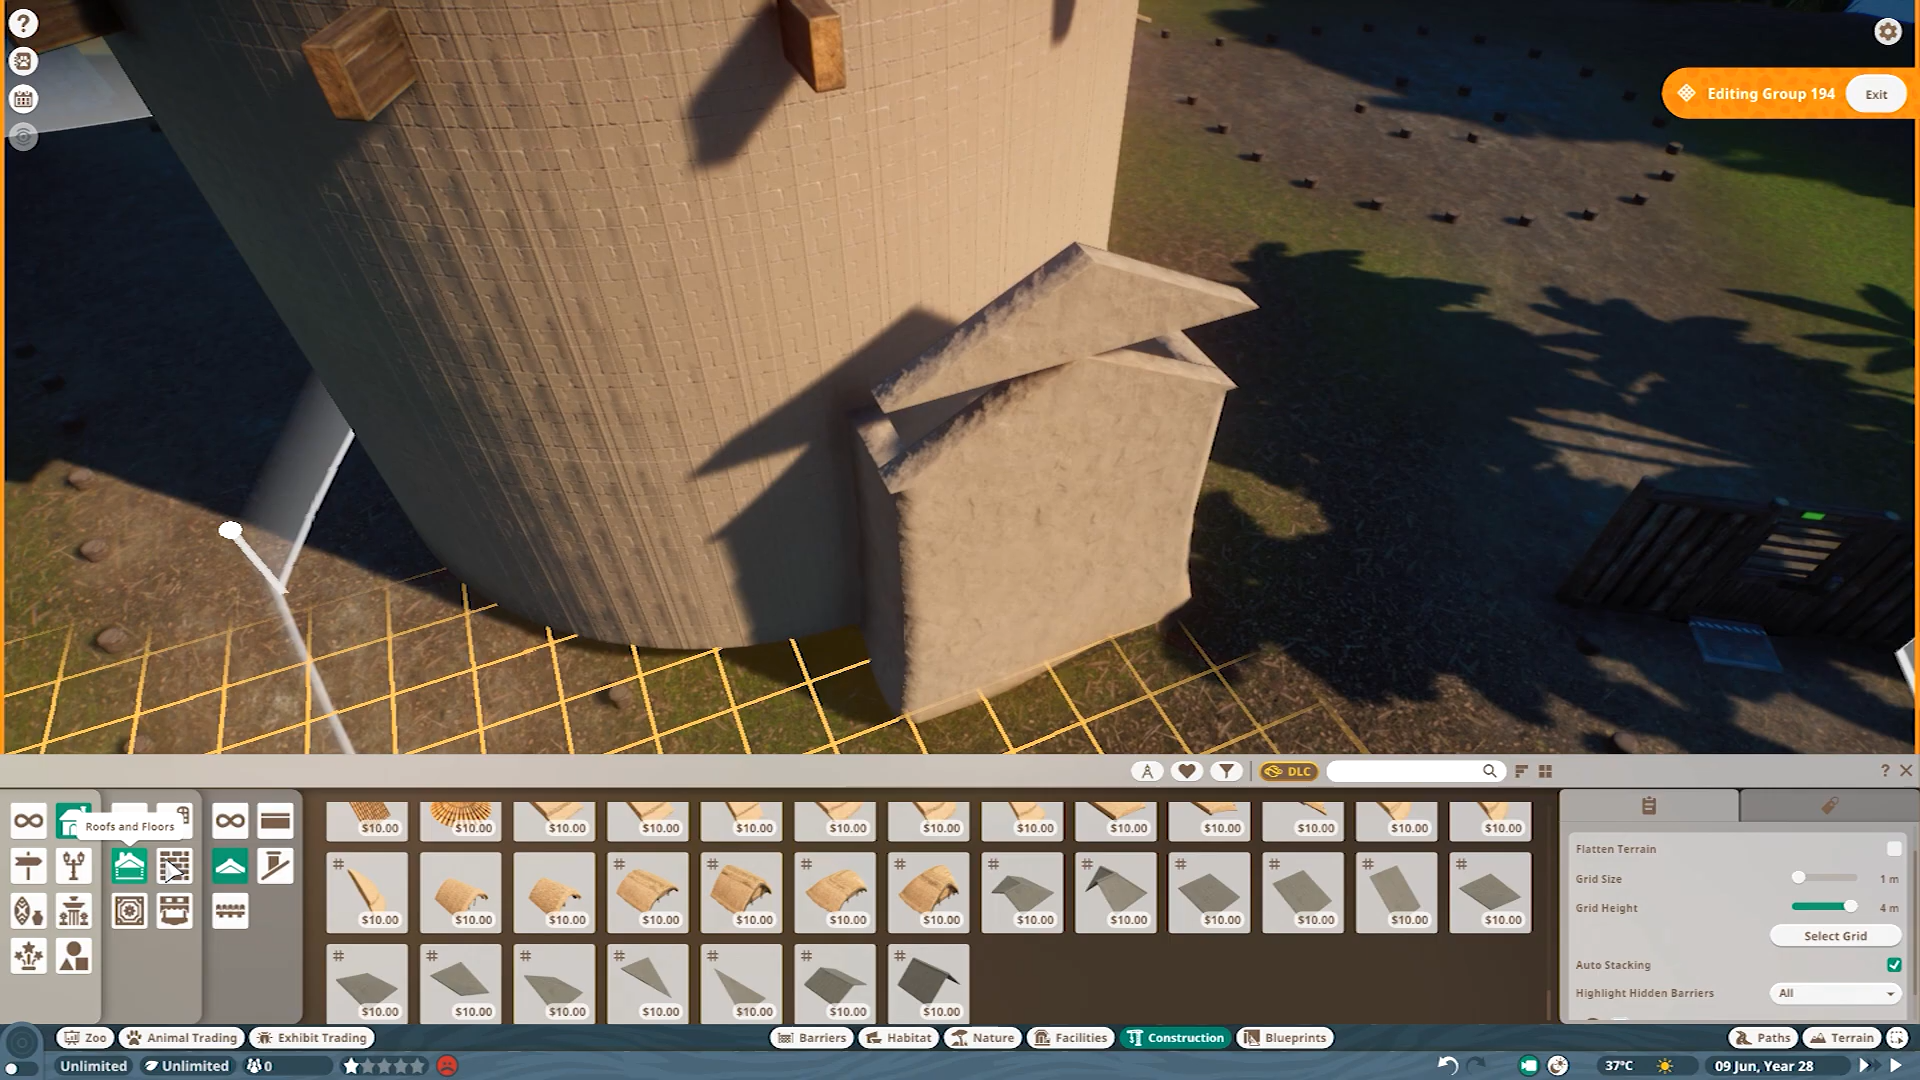 Editing Group 194
Exit
DLC
Roofs and Floors
$10.00 $10.00 $10.00 $10.00 $10.00 $10.00 $10.00 $10.00 $10.00 $10.00 $10.00 $10.00 $10.00
$10.00 $10.00 $10.00 $10.00 $10.00 $10.00 $10.00 $10.00 $10.00 $10.00 $10.00 $10.00 $10.00
$10.00 $10.00 $10.00 $10.00 $10.00 $10.00 $10.00
Flatten Terrain
Grid Size 1 m
Grid Height 4 m
Select Grid
Auto Stacking
Highlight Hidden Barriers All
Zoo Animal Trading Exhibit Trading Barriers Habitat Nature Facilities Construction Blueprints Paths Terrain
Unlimited Unlimited 0 37°C 09 Jun, Year 28